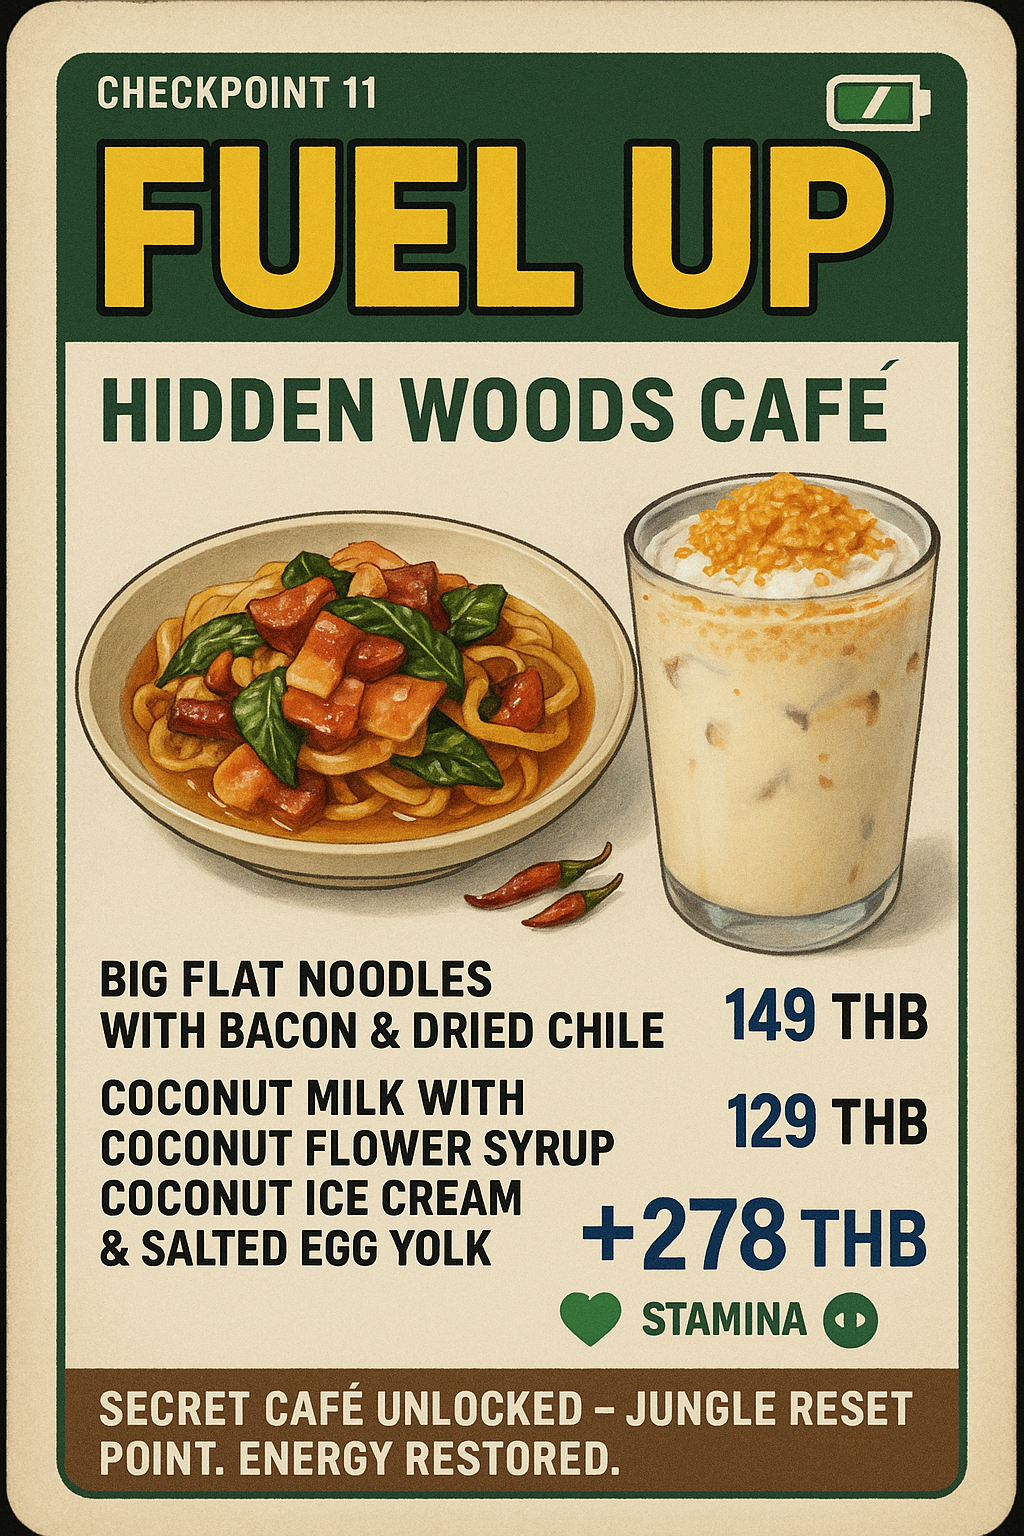 CHECKPOINT 11
FUEL UP
HIDDEN WOODS CAFÉ
BIG FLAT NOODLES
WITH BACON & DRIED CHILE
149 THB
COCONUT MILK WITH
COCONUT FLOWER SYRUP
COCONUT ICE CREAM
& SALTED EGG YOLK
129 THB
+278 THB
STAMINA
SECRET CAFÉ UNLOCKED – JUNGLE RESET
POINT. ENERGY RESTORED.